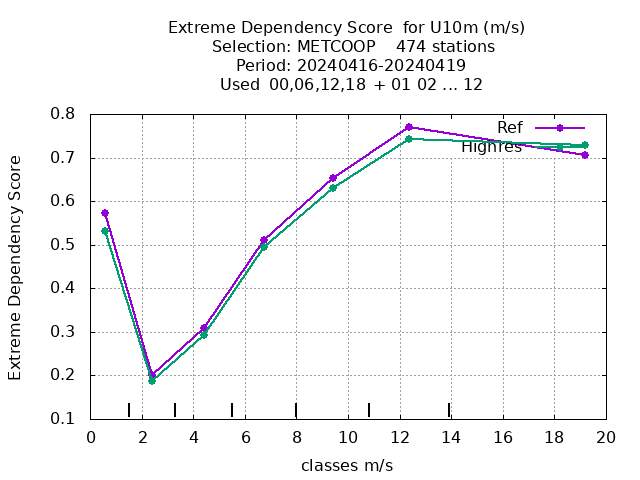 Extreme Dependency Score  for U10m (m/s)
Selection: METCOOP    474 stations
Period: 20240416-20240419
Used  00,06,12,18  + 01 02 ... 12
Extreme Dependency Score
0.8
0.7
0.6
0.5
0.4
0.3
0.2
0.1
Ref
Highres
0 2 4 6 8 10 12 14 16 18 20
classes m/s